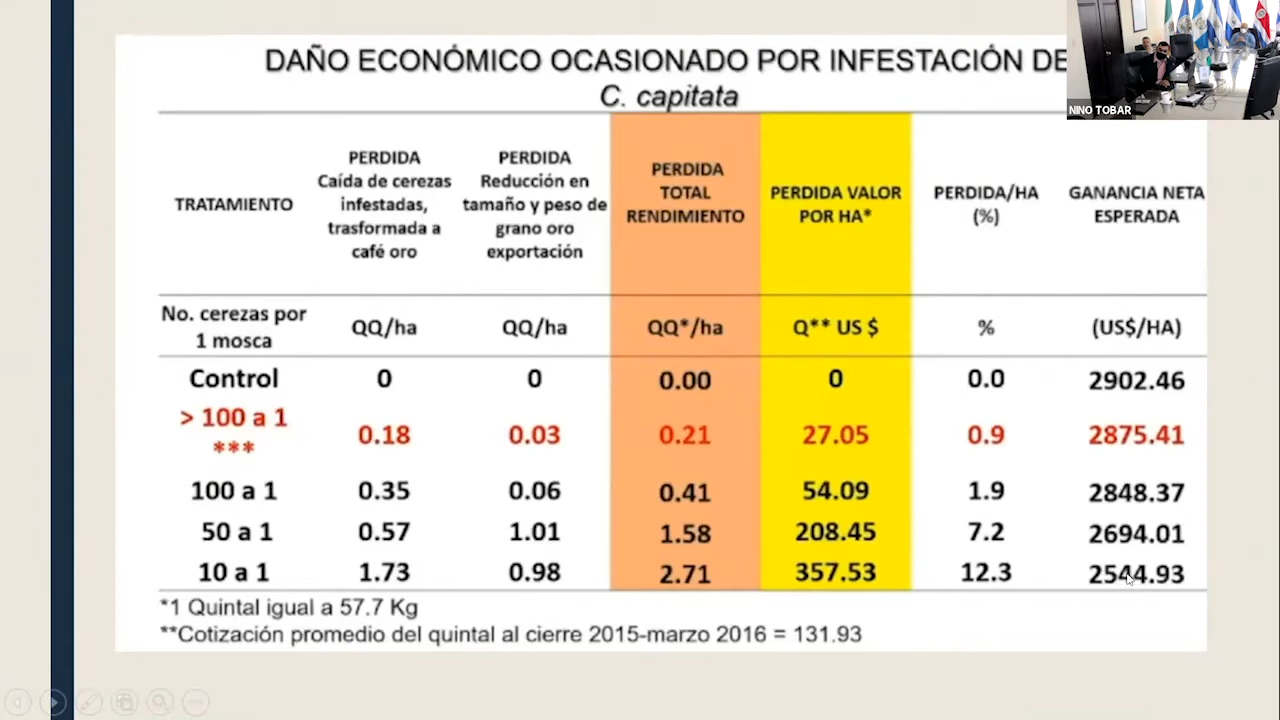 DAÑO ECONÓMICO OCASIONADO POR INFESTACIÓN DE
C. capitata
NINO TOBAR
TRATAMIENTO
PERDIDA
Caída de cerezas
infestadas,
trasformada a
café oro
PERDIDA
Reducción en
tamaño y peso de
grano oro
exportación
PERDIDA
TOTAL
RENDIMIENTO
PERDIDA VALOR
POR HA*
PERDIDA/HA
(%)
GANANCIA NETA
ESPERADA
No. cerezas por
1 mosca
QQ/ha
QQ/ha
QQ*/ha
Q** US $
%
(US$/HA)
Control 0 0 0.00 0 0.0 2902.46
> 100 a 1
*** 0.18 0.03 0.21 27.05 0.9 2875.41
100 a 1 0.35 0.06 0.41 54.09 1.9 2848.37
50 a 1 0.57 1.01 1.58 208.45 7.2 2694.01
10 a 1 1.73 0.98 2.71 357.53 12.3 2544.93
*1 Quintal igual a 57.7 Kg
**Cotización promedio del quintal al cierre 2015-marzo 2016 = 131.93